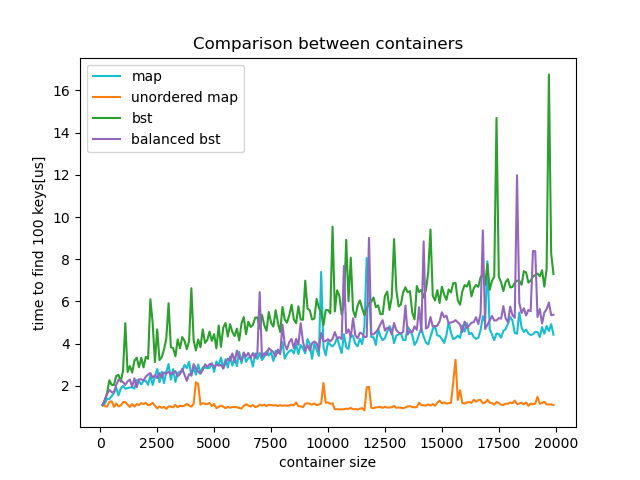 Comparison between containers
map
unordered map
bst
balanced bst
time to find 100 keys[us]
16
14
12
10
8
6
4
2
0
2500
5000
7500
10000
12500
15000
17500
20000
container size